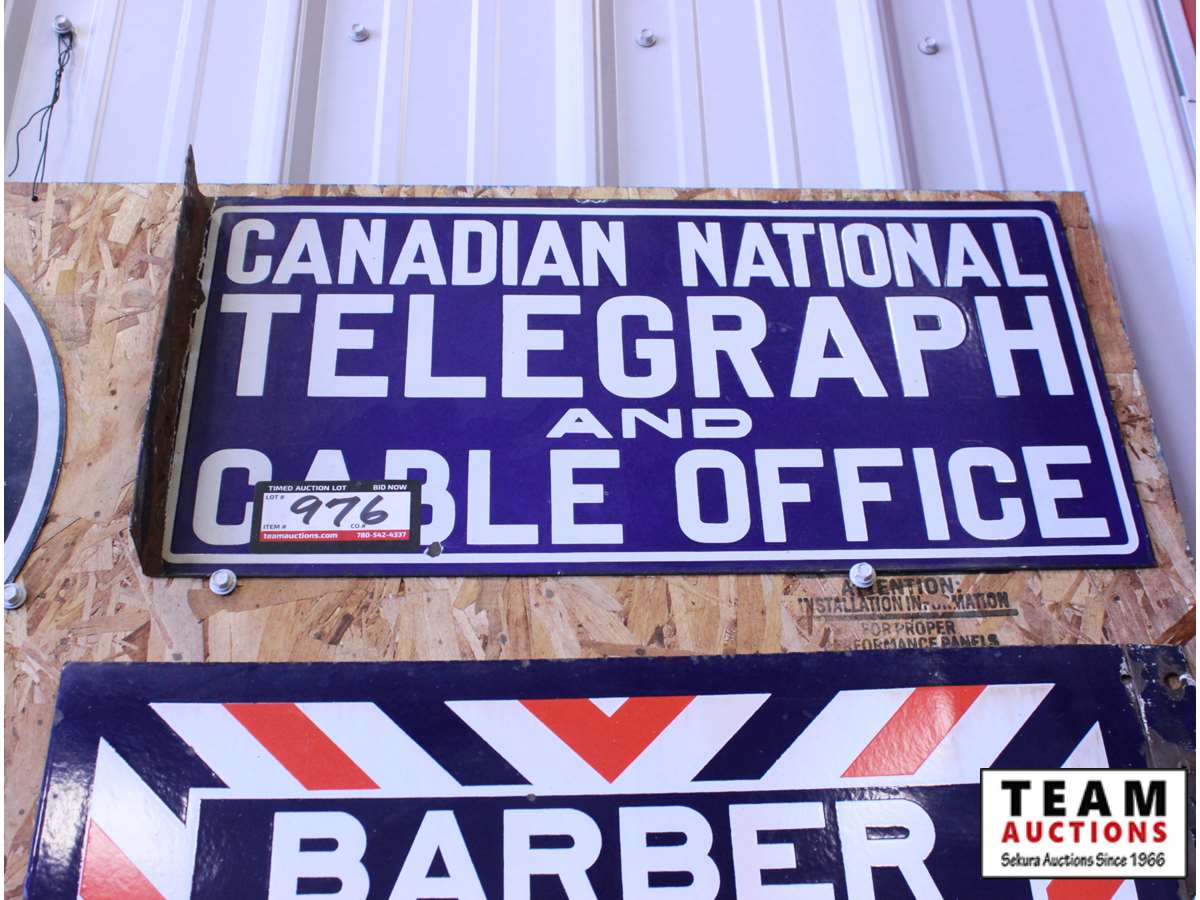 CANADIAN NATIONAL
TELEGRAPH
AND
CABLE OFFICE
TIMED AUCTION LOT BID NOW
LOT # 976
ITEM # CO #
teamauctions.com 780-542-4337
ATTENTION:
INSTALLATION INFORMATION
FOR PROPER
PERFORMANCE PANELS
BARBER
TEAM
AUCTIONS
Sekura Auctions Since 1966